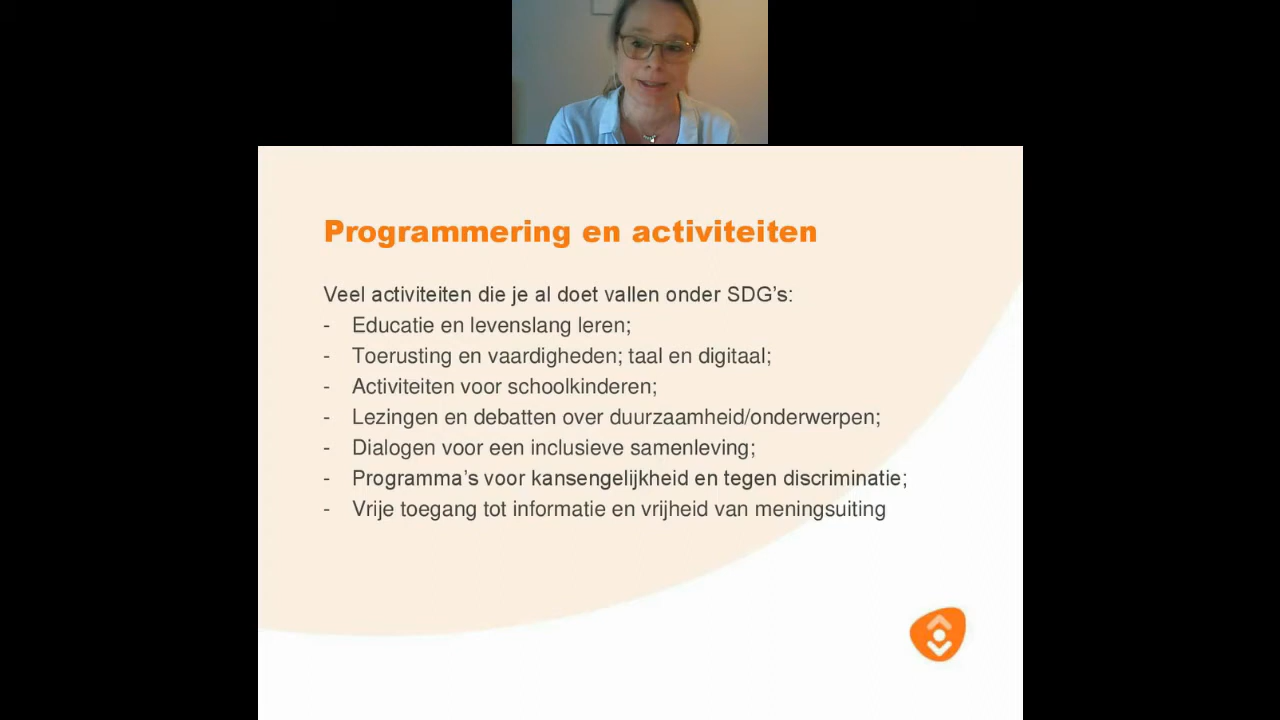 Programmering en activiteiten
Veel activiteiten die je al doet vallen onder SDG's:
- Educatie en levenslang leren;
- Toerusting en vaardigheden; taal en digitaal;
- Activiteiten voor schoolkinderen;
- Lezingen en debatten over duurzaamheid/onderwerpen;
- Dialogen voor een inclusieve samenleving;
- Programma's voor kansengelijkheid en tegen discriminatie;
- Vrije toegang tot informatie en vrijheid van meningsuiting